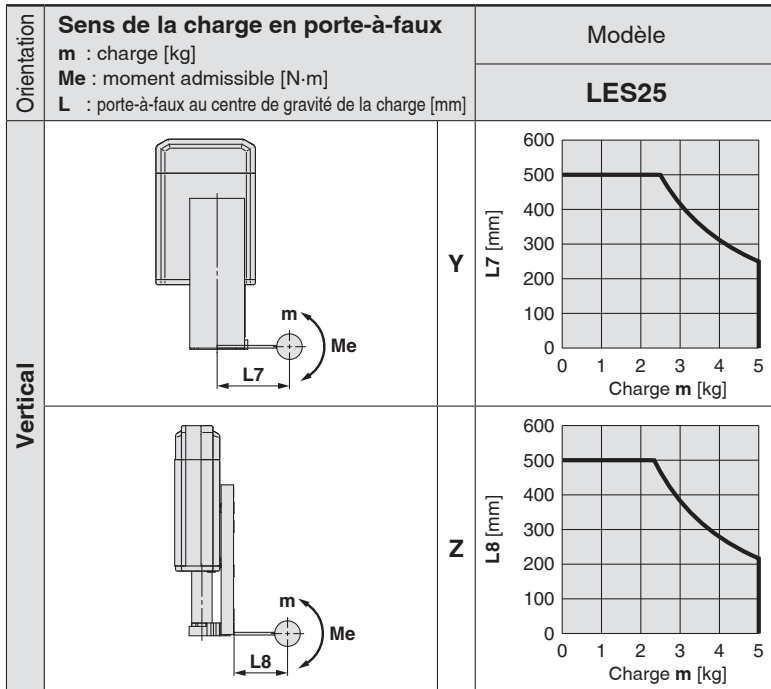 Orientation
Sens de la charge en porte-à-faux
m : charge [kg]
Me : moment admissible [N·m]
L : porte-à-faux au centre de gravité de la charge [mm]
Modèle
LES25
Vertical
m
Me
L7
Y
L7 [mm]
600
500
400
300
200
100
0
0 1 2 3 4 5
Charge m [kg]
m
Me
L8
Z
L8 [mm]
600
500
400
300
200
100
0
0 1 2 3 4 5
Charge m [kg]